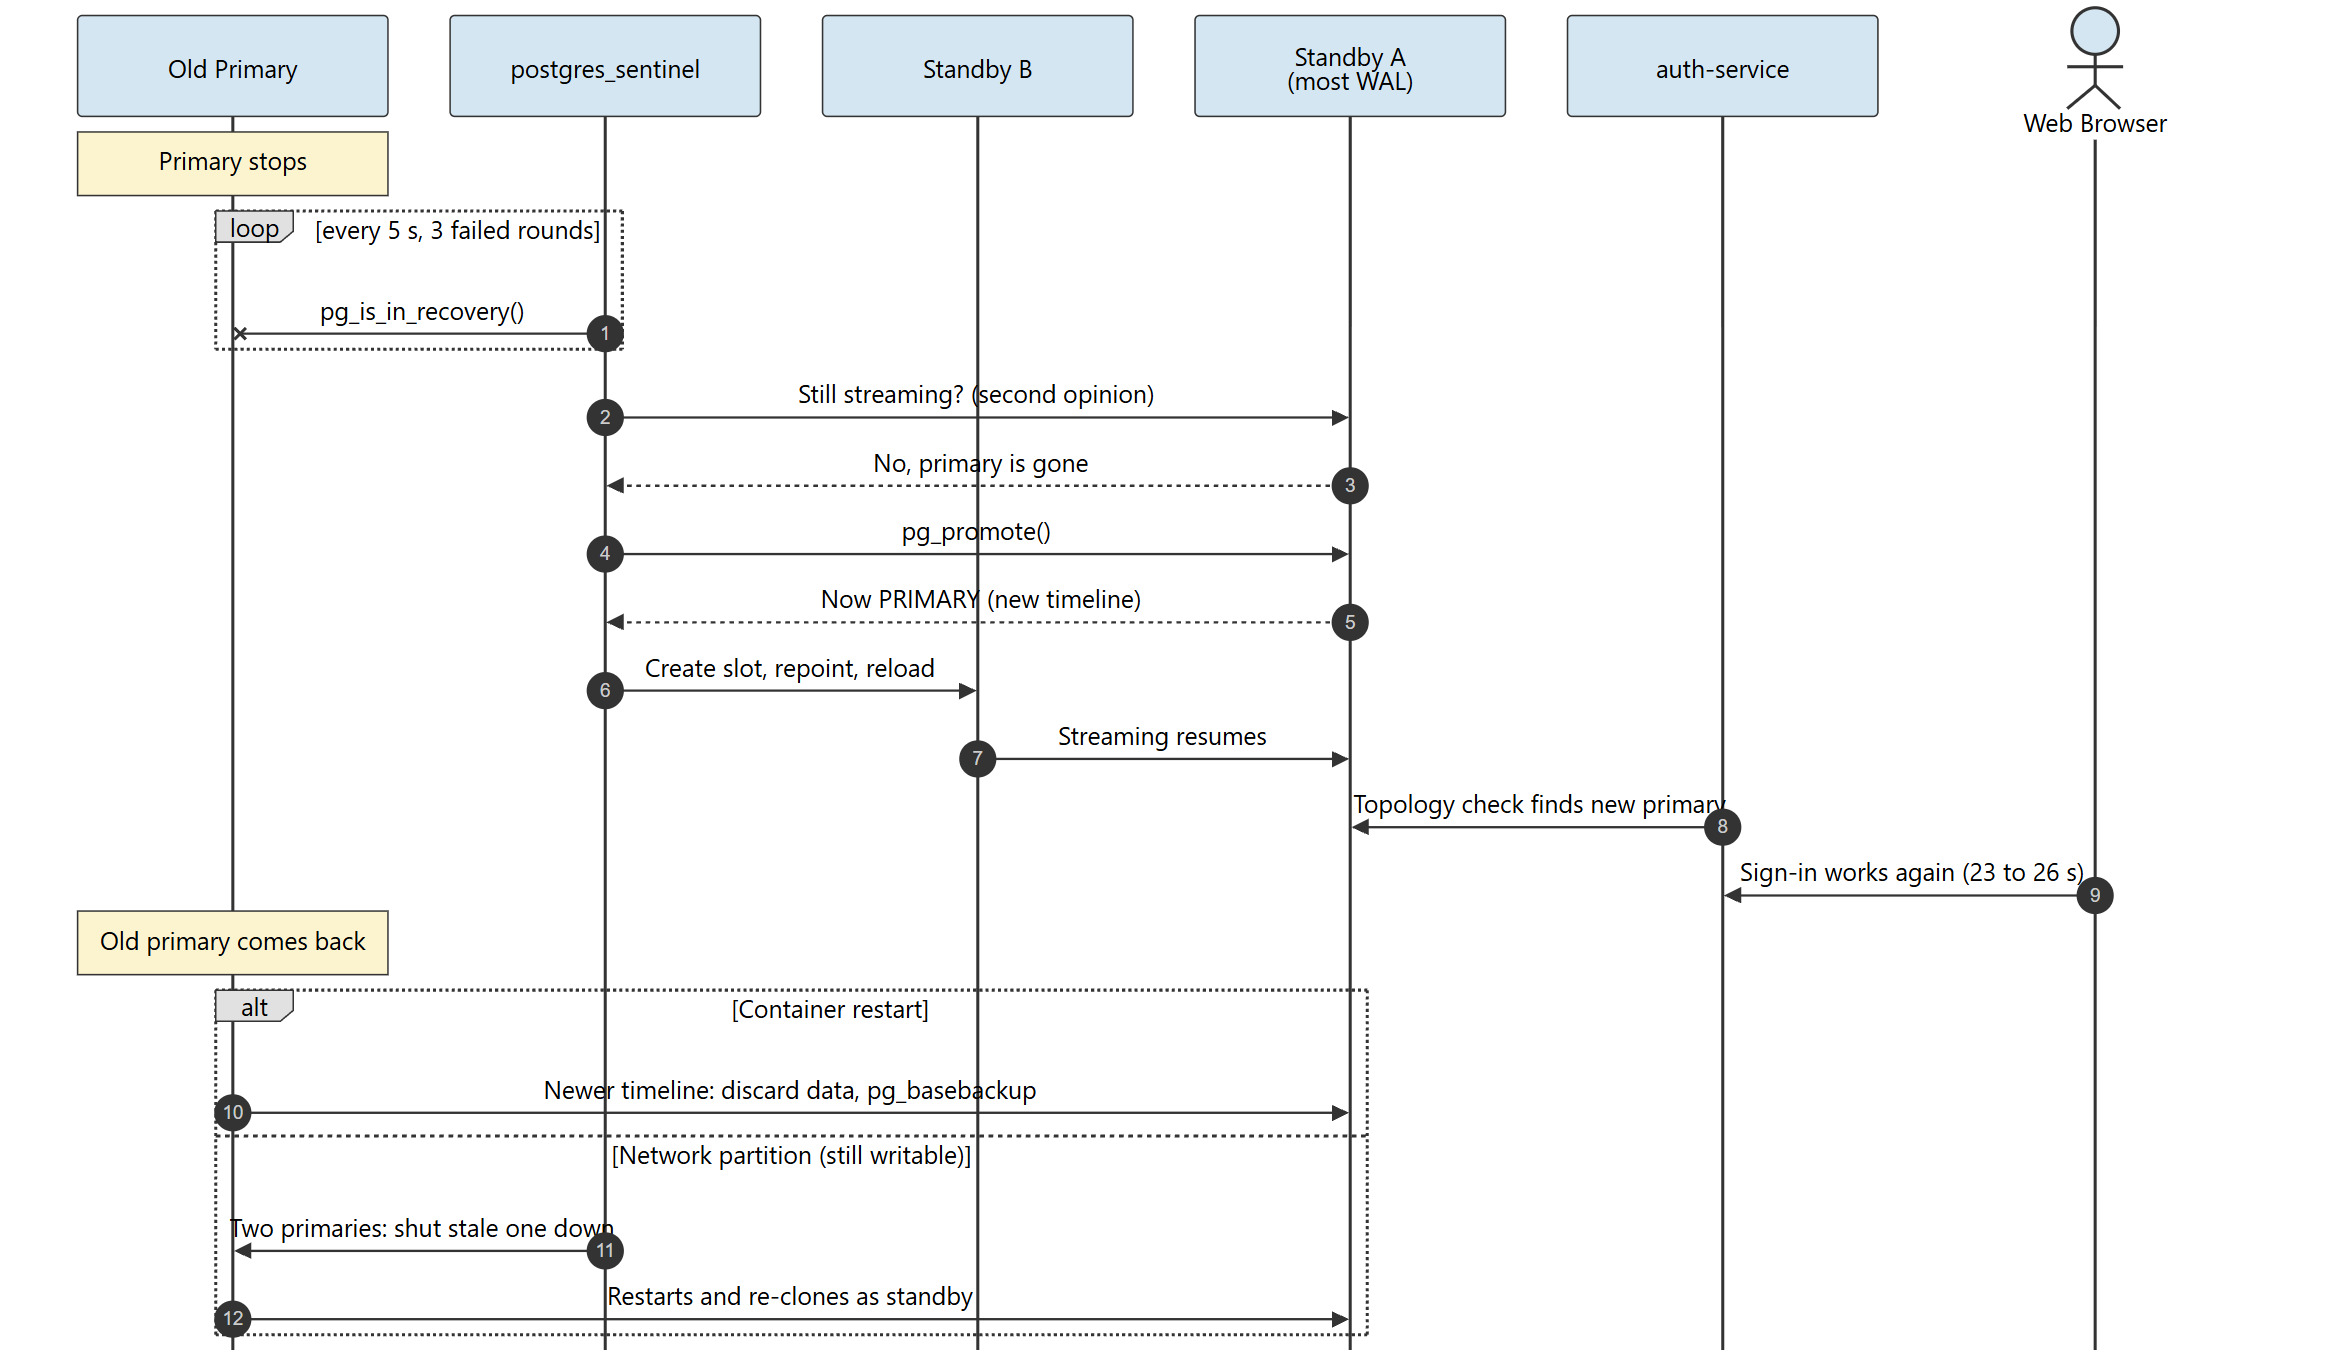 Old Primary
postgres_sentinel
Standby B
Standby A
(most WAL)
auth-service
Web Browser
Primary stops
loop
[every 5 s, 3 failed rounds]
pg_is_in_recovery()
1
Still streaming? (second opinion)
2
No, primary is gone
3
pg_promote()
4
Now PRIMARY (new timeline)
5
Create slot, repoint, reload
6
Streaming resumes
7
Topology check finds new primary
8
Sign-in works again (23 to 26 s)
9
Old primary comes back
alt
[Container restart]
Newer timeline: discard data, pg_basebackup
10
[Network partition (still writable)]
Two primaries: shut stale one down
11
Restarts and re-clones as standby
12